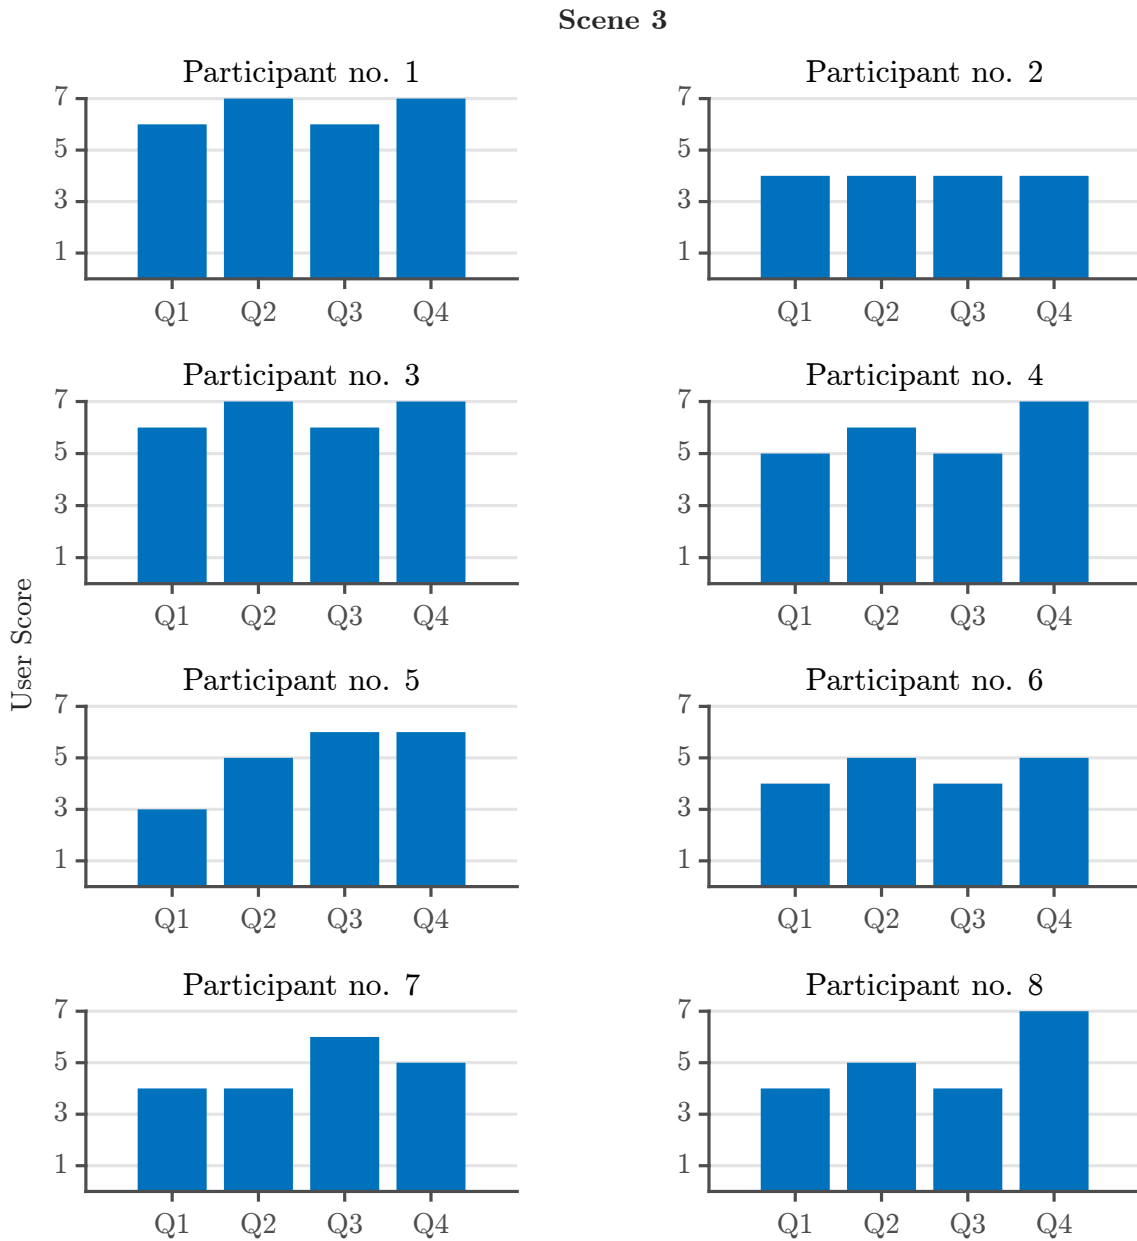 Scene 3
Participant no. 1
7
5
3
1
Q1 Q2 Q3 Q4
Participant no. 2
7
5
3
1
Q1 Q2 Q3 Q4
Participant no. 3
7
5
3
1
Q1 Q2 Q3 Q4
Participant no. 4
7
5
3
1
Q1 Q2 Q3 Q4
User Score
Participant no. 5
7
5
3
1
Q1 Q2 Q3 Q4
Participant no. 6
7
5
3
1
Q1 Q2 Q3 Q4
Participant no. 7
7
5
3
1
Q1 Q2 Q3 Q4
Participant no. 8
7
5
3
1
Q1 Q2 Q3 Q4